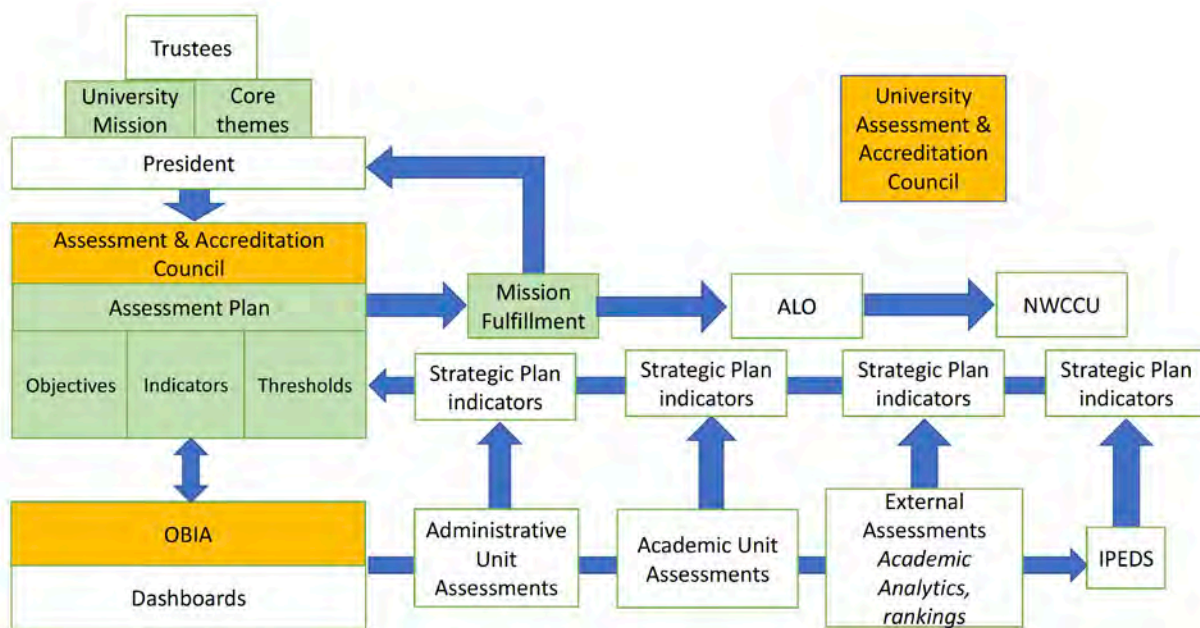 Trustees
University
Mission
Core
themes
President
University
Assessment &
Accreditation
Council
Assessment & Accreditation
Council
Assessment Plan
Objectives
Indicators
Thresholds
Mission
Fulfillment
ALO
NWCCU
Strategic Plan
indicators
Strategic Plan
indicators
Strategic Plan
indicators
Strategic Plan
indicators
OBIA
Dashboards
Administrative
Unit
Assessments
Academic Unit
Assessments
External
Assessments
Academic
Analytics,
rankings
IPEDS